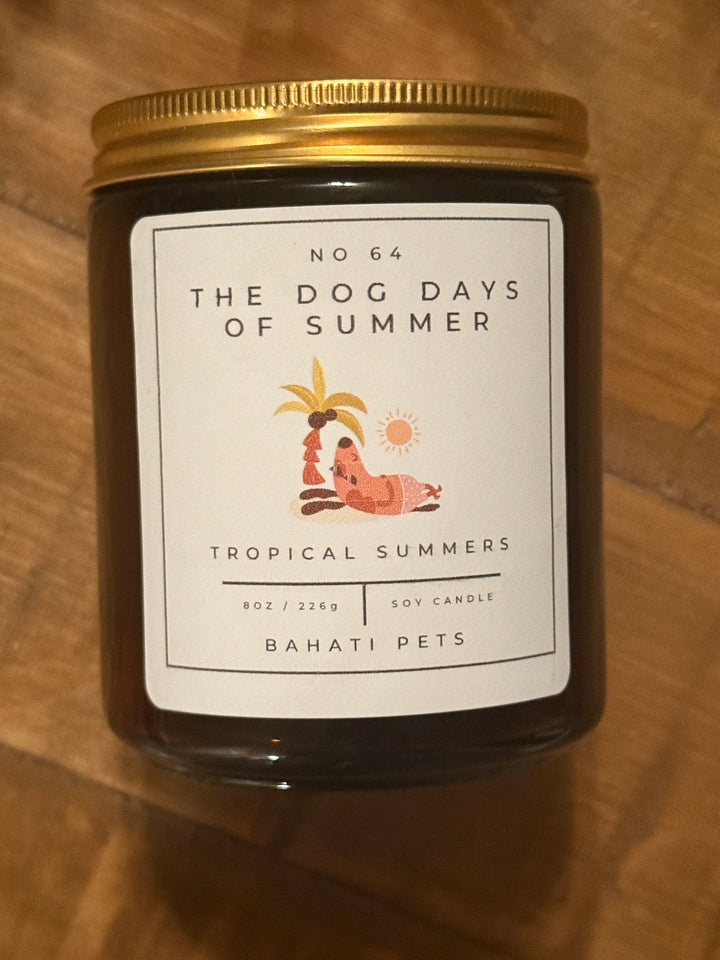 NO 64
THE DOG DAYS
OF SUMMER
TROPICAL SUMMERS
8OZ / 226g
SOY CANDLE
BAHATI PETS